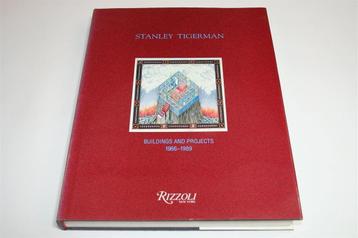 STANLEY TIGERMAN
BUILDINGS AND PROJECTS
1966-1989
RIZZOLI
NEW YORK